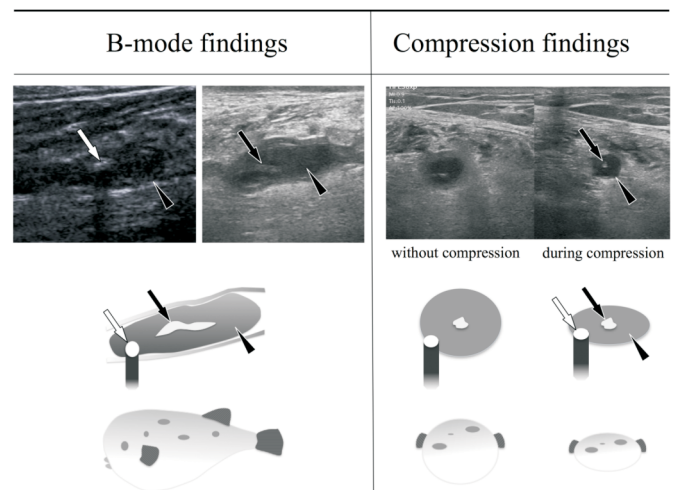 B-mode findings
Compression findings
without compression
during compression